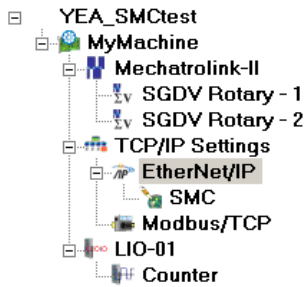 YEA_SMCtest
MyMachine
Mechatrolink-II
SGDV Rotary - 1
SGDV Rotary - 2
TCP/IP Settings
EtherNet/IP
SMC
Modbus/TCP
LIO-01
Counter